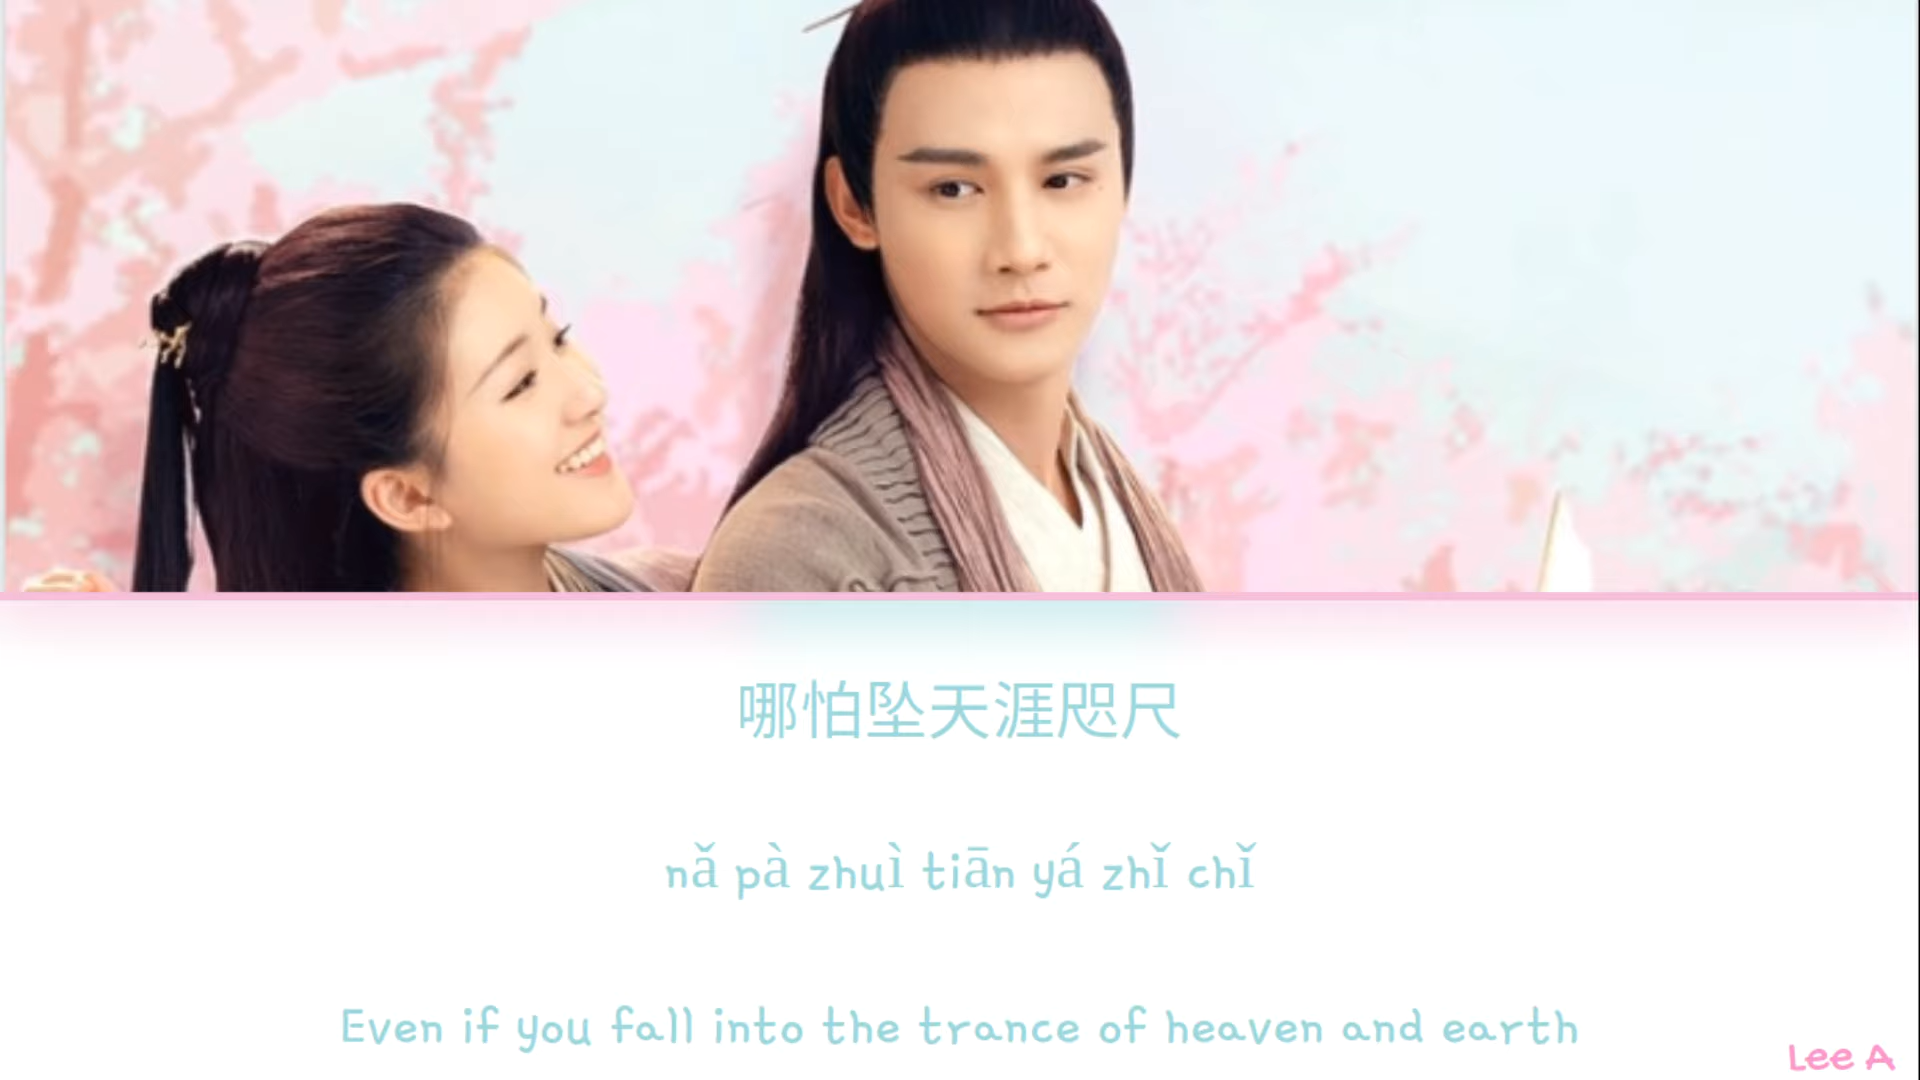 哪怕坠天涯咫尺
nǎ pà zhuì tiān yá zhǐ chǐ
Even if you fall into the trance of heaven and earth
Lee A